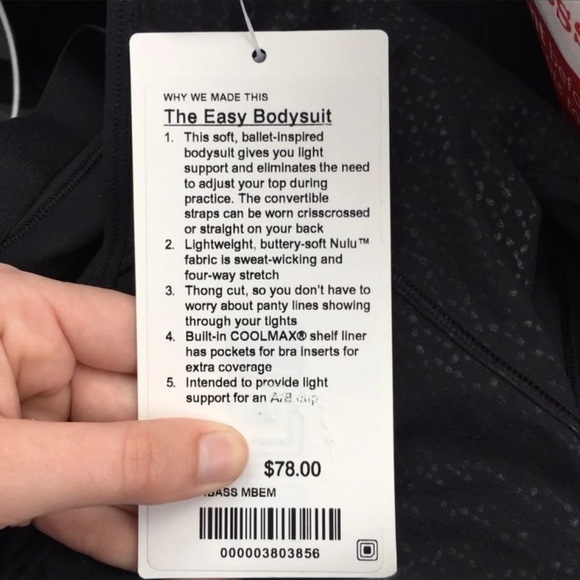 WHY WE MADE THIS
The Easy Bodysuit
1. This soft, ballet-inspired
bodysuit gives you light
support and eliminates the need
to adjust your top during
practice. The convertible
straps can be worn crisscrossed
or straight on your back
2. Lightweight, buttery-soft Nulu™
fabric is sweat-wicking and
four-way stretch
3. Thong cut, so you don't have to
worry about panty lines showing
through your tights
4. Built-in COOLMAX® shelf liner
has pockets for bra inserts for
extra coverage
5. Intended to provide light
support for an A/B cup
$78.00
MBEM
000003803856